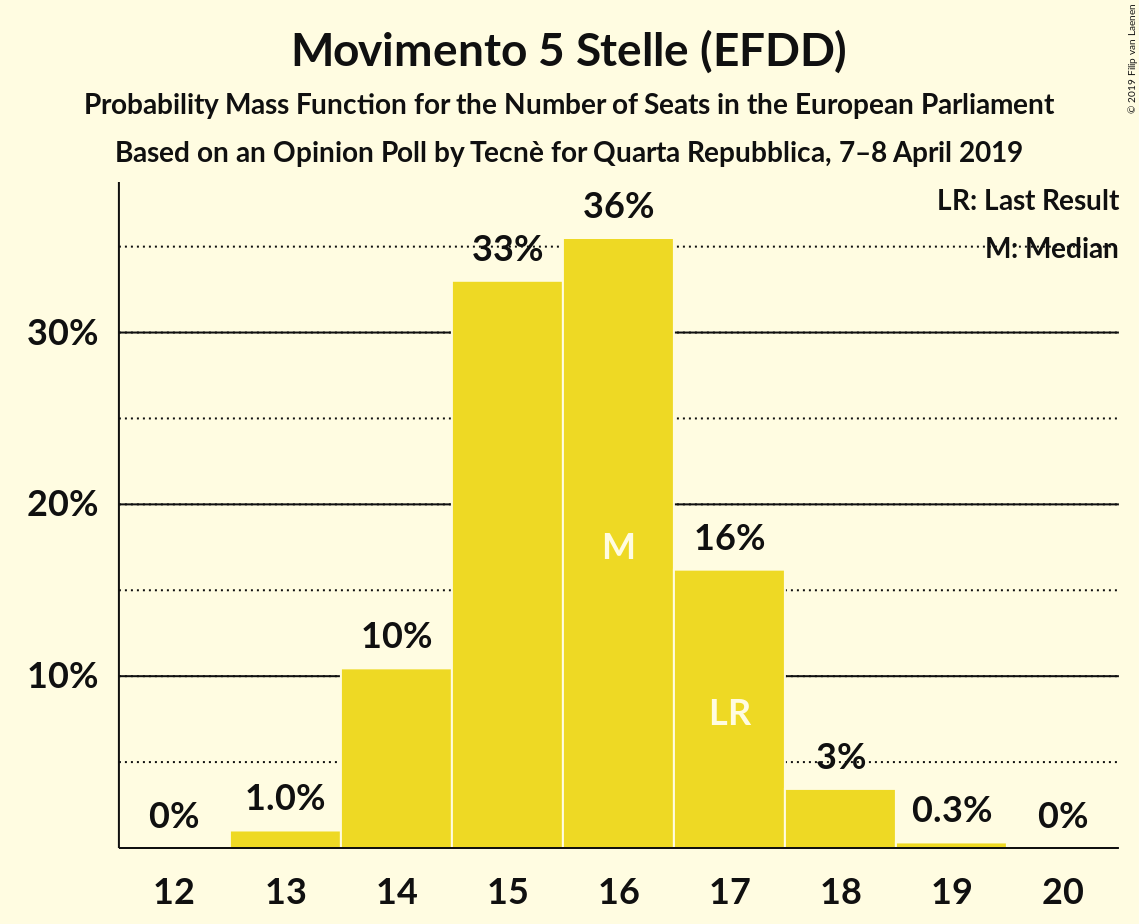 Movimento 5 Stelle (EFDD)
Probability Mass Function for the Number of Seats in the European Parliament
Based on an Opinion Poll by Tecnè for Quarta Repubblica, 7–8 April 2019
© 2019 Filip van Laenen
LR: Last Result
M: Median
30%
20%
10%
0%
1.0%
10%
33%
36%
16%
3%
0.3%
0%
M
LR
12 13 14 15 16 17 18 19 20